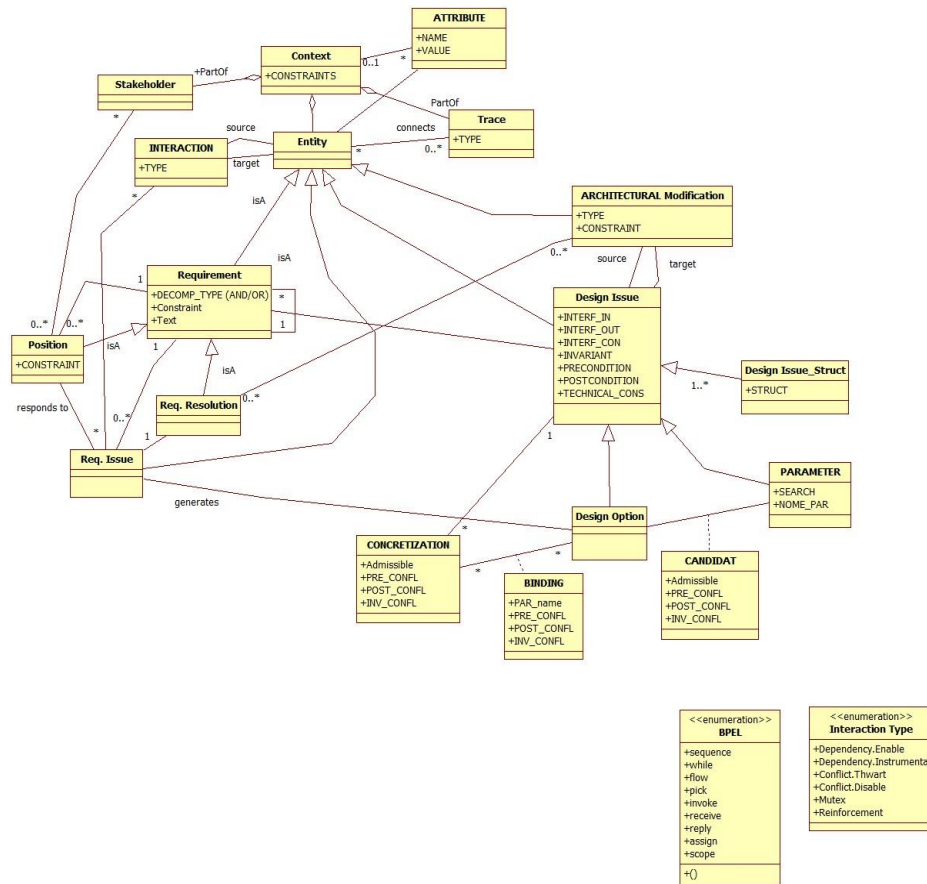 ATTRIBUTE
+NAME
+VALUE
Context
+CONSTRAINTS
0..1
*
+PartOf
Stakeholder
*
PartOf
Trace
+TYPE
connects
*
0..*
source
Entity
INTERACTION
+TYPE
target
*
isA
ARCHITECTURAL Modification
+TYPE
+CONSTRAINT
0..*
source
target
isA
Requirement
+DECOMP_TYPE (AND/OR)
+Constraint
+Text
*
1
1
0..*
0..*
Design Issue
+INTERF_IN
+INTERF_OUT
+INTERF_CON
+INVARIANT
+PRECONDITION
+POSTCONDITION
+TECHNICAL_CONS
Position
+CONSTRAINT
isA
1
isA
Design Issue_Struct
+STRUCT
1..*
Req. Resolution
0..*
responds to
0..*
*
1
1
Req. Issue
PARAMETER
+SEARCH
+NOME_PAR
generates
Design Option
*
*
*
CONCRETIZATION
+Admissible
+PRE_CONFL
+POST_CONFL
+INV_CONFL
BINDING
+PAR_name
+PRE_CONFL
+POST_CONFL
+INV_CONFL
CANDIDAT
+Admissible
+PRE_CONFL
+POST_CONFL
+INV_CONFL
<<enumeration>>
BPEL
+sequence
+while
+flow
+pick
+invoke
+receive
+reply
+assign
+scope
+()
<<enumeration>>
Interaction Type
+Dependency.Enable
+Dependency.Instrumenta
+Conflict.Thwart
+Conflict.Disable
+Mutex
+Reinforcement